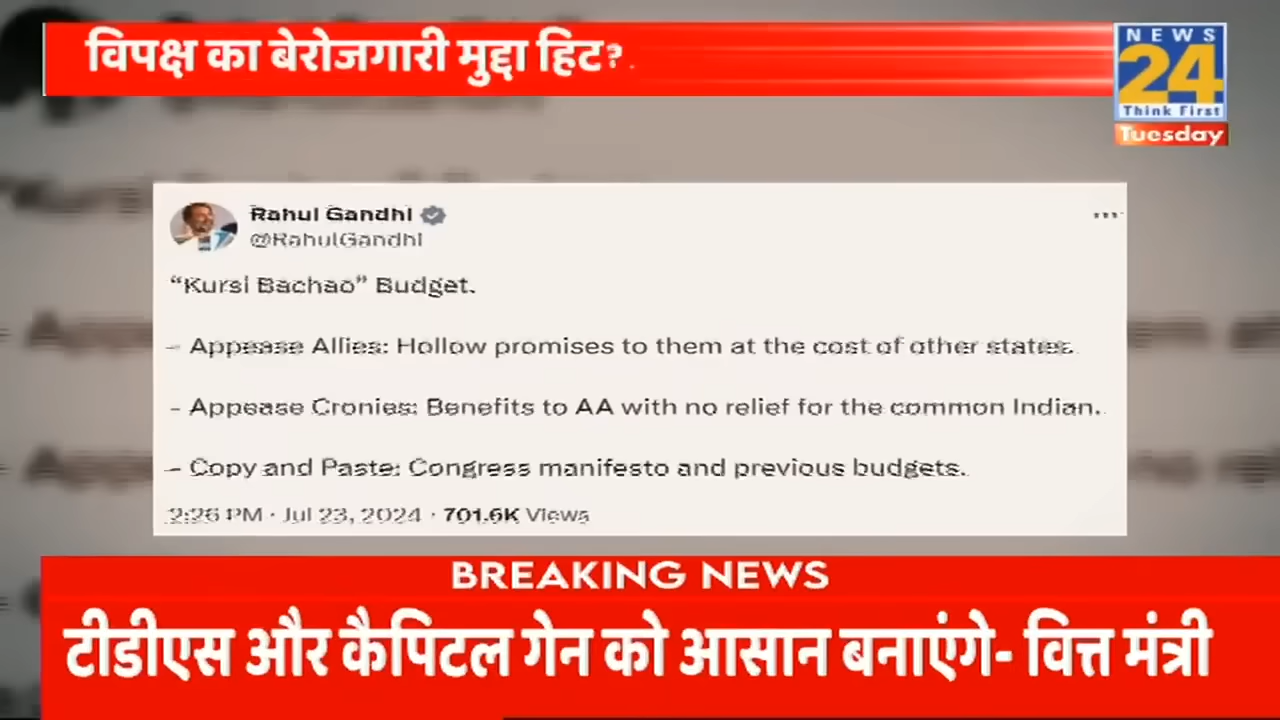 विपक्ष का बेरोजगारी मुद्दा हिट?
NEWS
24
Think First
Tuesday
Rahul Gandhi
@RahulGandhi
“Kursi Bachao” Budget.
- Appease Allies: Hollow promises to them at the cost of other states.
- Appease Cronies: Benefits to AA with no relief for the common Indian.
- Copy and Paste: Congress manifesto and previous budgets.
2:26 PM · Jul 23, 2024 · 701.6K Views
BREAKING NEWS
टीडीएस और कैपिटल गेन को आसान बनाएंगे- वित्त मंत्री